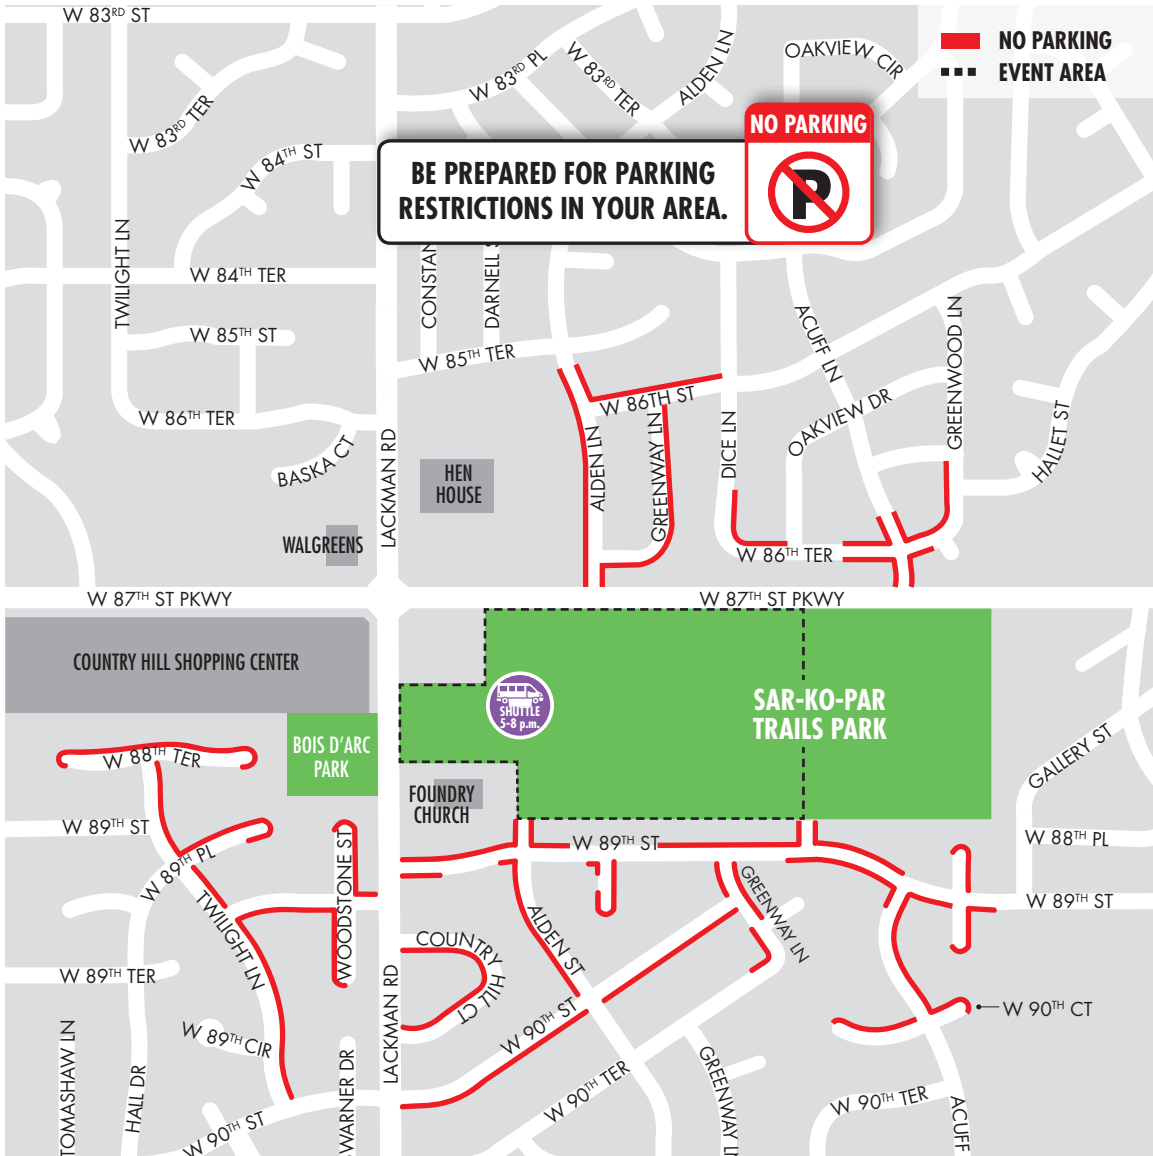 W 83RD ST
W 83RD PL
W 83RD TER
ALDEN LN
OAKVIEW CIR
NO PARKING
EVENT AREA
W 83RD TER
W 84TH ST
NO PARKING
P
BE PREPARED FOR PARKING
RESTRICTIONS IN YOUR AREA.
TWILIGHT LN
W 84TH TER
CONSTAN
DARNELL S
W 85TH ST
W 85TH TER
ACUFF LN
GREENWOOD LN
W 86TH TER
W 86TH ST
BASKA CT
LACKMAN RD
HEN
HOUSE
ALDEN LN
GREENWAY LN
DICE LN
OAKVIEW DR
HALLET ST
WALGREENS
W 86TH TER
W 87TH ST PKWY
W 87TH ST PKWY
COUNTRY HILL SHOPPING CENTER
SHUTTLE
5-8 p.m.
SAR-KO-PAR
TRAILS PARK
BOIS D'ARC
PARK
W 88TH TER
GALLERY ST
FOUNDRY
CHURCH
W 89TH ST
W 89TH ST
W 88TH PL
W 89TH PL
WOODSTONE ST
GREENWAY LN
W 89TH ST
TWILIGHT LN
COUNTRY
HILL CT
ALDEN ST
W 89TH TER
LACKMAN RD
W 90TH ST
W 90TH CT
TOMASHAW LN
HALL DR
W 89TH CIR
WARNER DR
W 90TH TER
GREENWAY LN
W 90TH TER
ACUFF
W 90TH ST